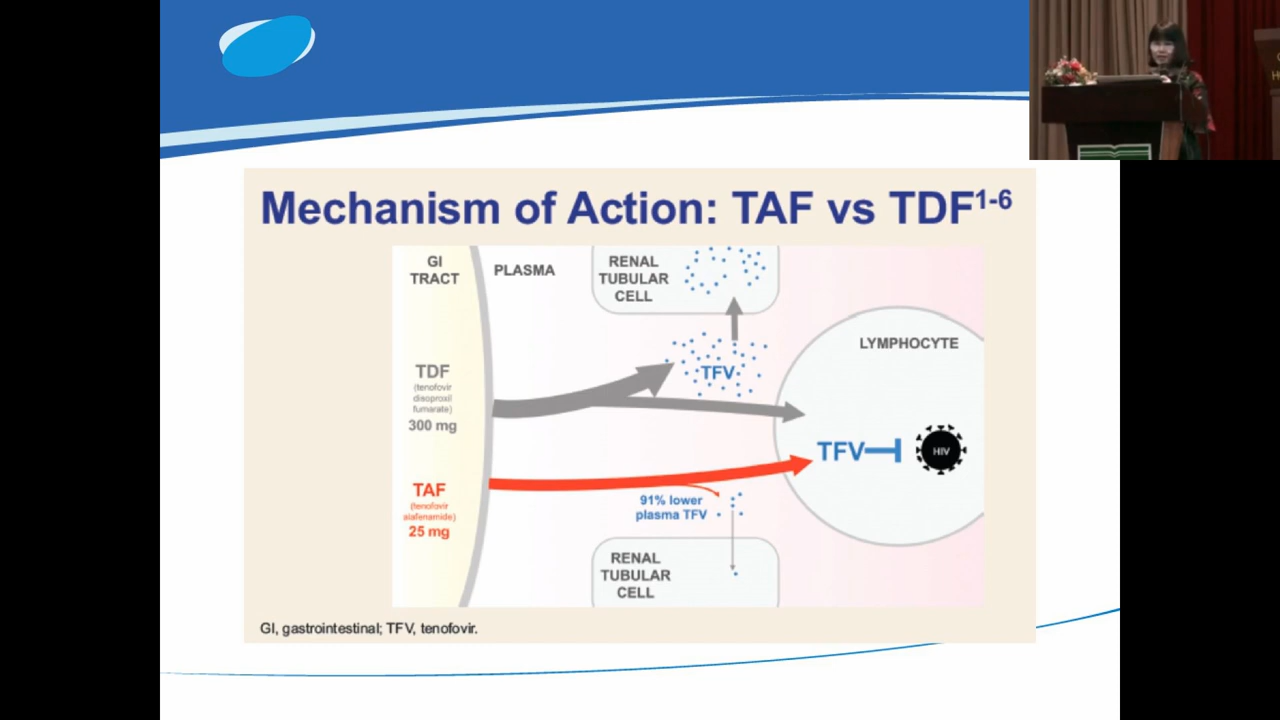 Mechanism of Action: TAF vs TDF1-6
GI
TRACT
PLASMA
RENAL
TUBULAR
CELL
LYMPHOCYTE
TDF
(tenofovir
disoproxil
fumarate)
300 mg
TFV
TFV
HIV
TAF
(tenofovir
alafenamide)
25 mg
91% lower
plasma TFV
RENAL
TUBULAR
CELL
GI, gastrointestinal; TFV, tenofovir.